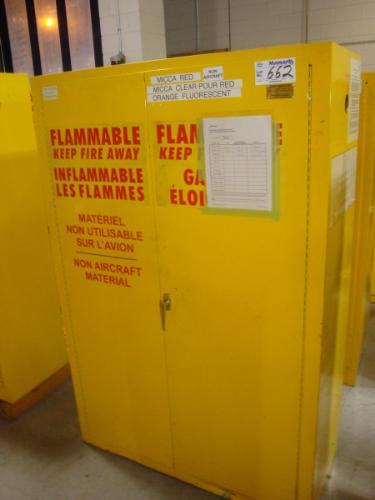 MICCA RED
NON
AIRCRAFT
MICCA CLEAR POUR RED
ORANGE FLUORESCENT
662
FLAMMABLE
KEEP FIRE AWAY
INFLAMMABLE
LES FLAMMES
FLAM
KEEP
GA
ÉLOI
MATÉRIEL
NON UTILISABLE
SUR L'AVION
NON AIRCRAFT
MATERIAL